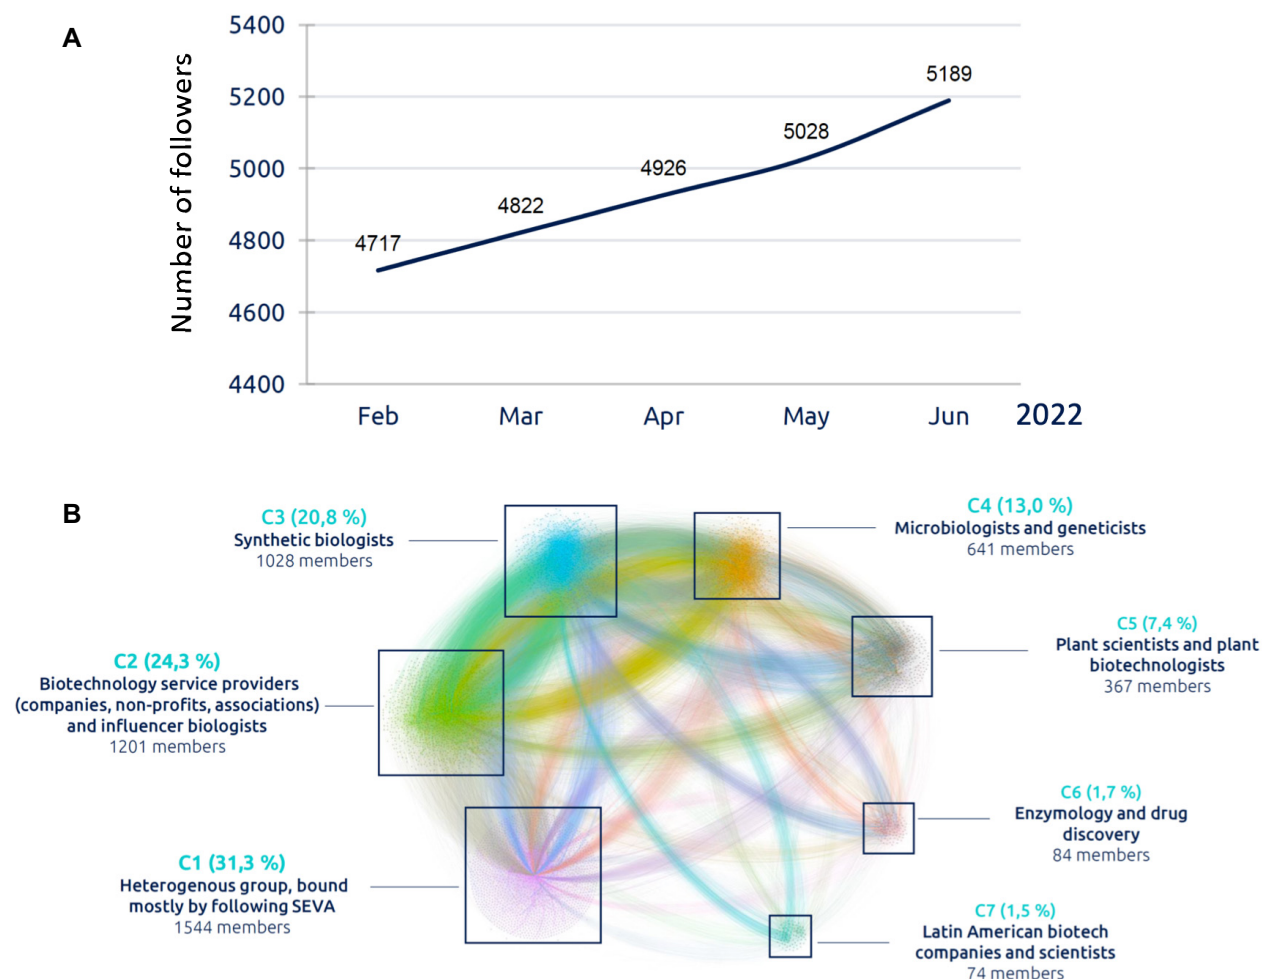 A
Number of followers
5400
5200
5000
4800
4600
4400
4717
4822
4926
5028
5189
Feb
Mar
Apr
May
Jun
2022
B
C3 (20,8 %)
Synthetic biologists
1028 members
C4 (13,0 %)
Microbiologists and geneticists
641 members
C5 (7,4 %)
Plant scientists and plant
biotechnologists
367 members
C2 (24,3 %)
Biotechnology service providers
(companies, non-profits, associations)
and influencer biologists
1201 members
C6 (1,7 %)
Enzymology and drug
discovery
84 members
C1 (31,3 %)
Heterogenous group, bound
mostly by following SEVA
1544 members
C7 (1,5 %)
Latin American biotech
companies and scientists
74 members